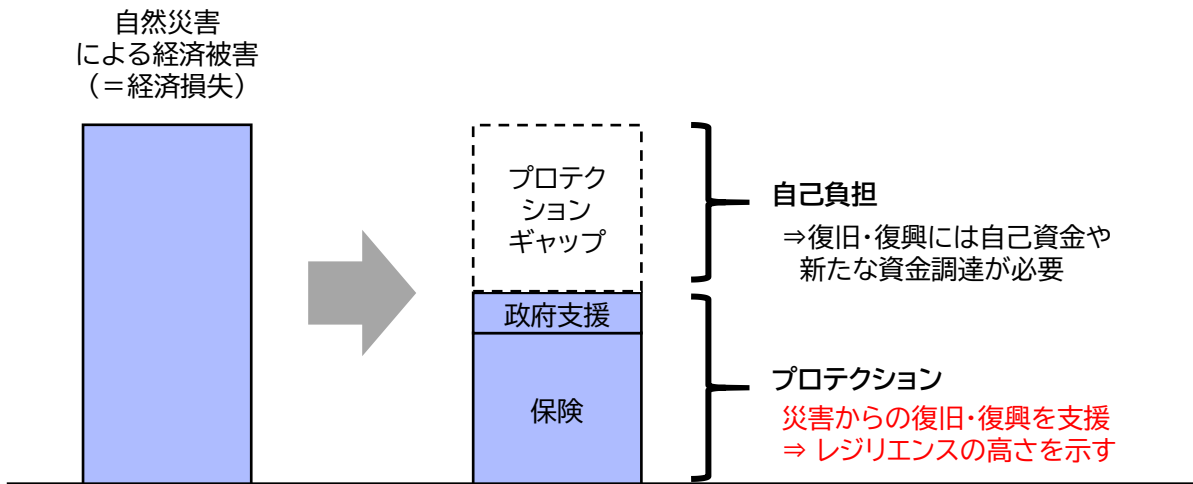 自然災害
による経済被害
（＝経済損失）
プロテク
ション
ギャップ
政府支援
保険
自己負担
⇒復旧・復興には自己資金や
新たな資金調達が必要
プロテクション
災害からの復旧・復興を支援
⇒ レジリエンスの高さを示す